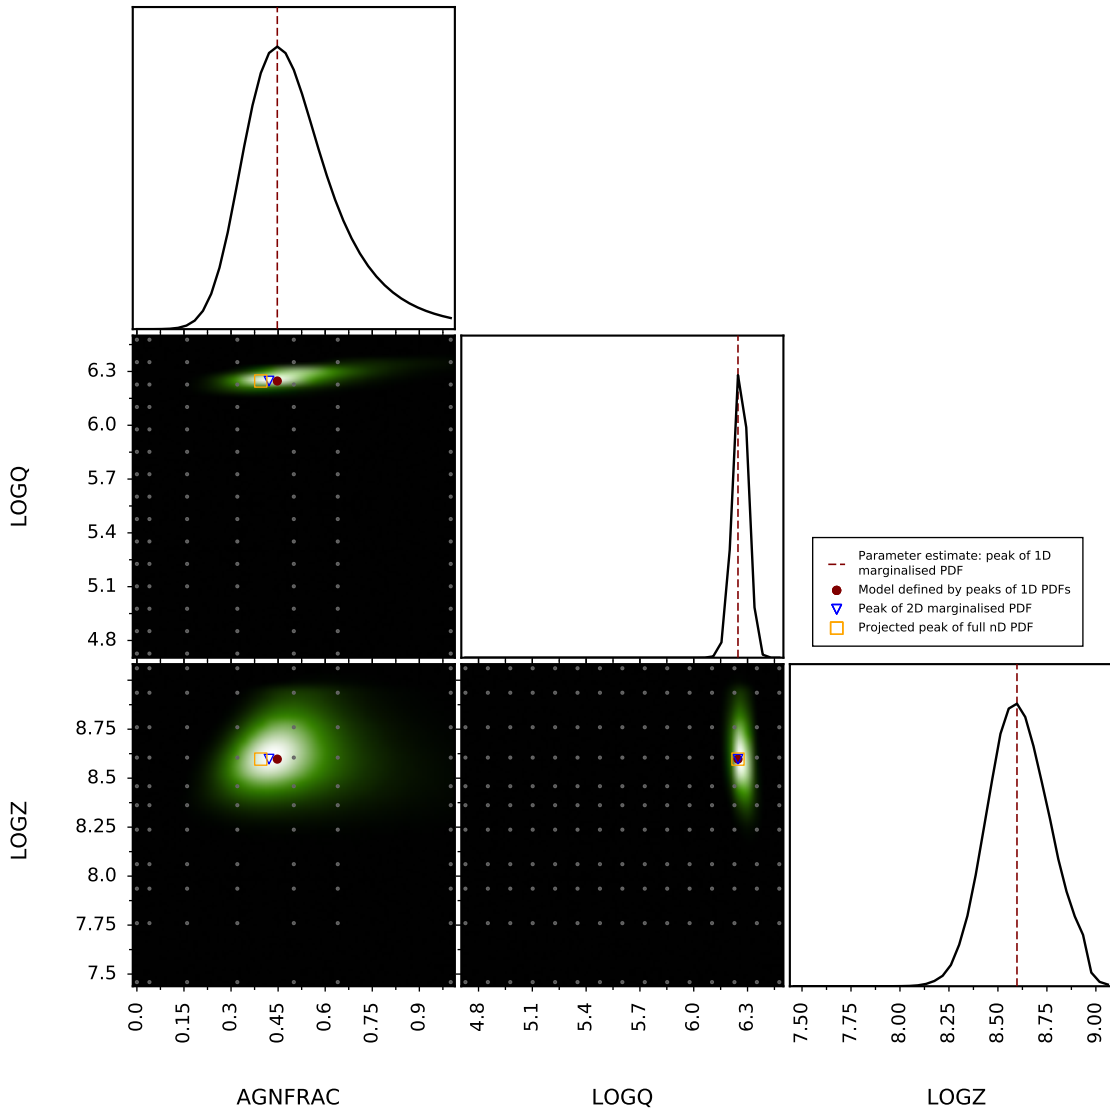 6.3
6.0
5.7
5.4
5.1
4.8
LOGQ
Parameter estimate: peak of 1D
marginalised PDF
Model defined by peaks of 1D PDFs
Peak of 2D marginalised PDF
Projected peak of full nD PDF
8.75
8.5
8.25
8.0
7.75
7.5
LOGZ
0.0 0.15 0.3 0.45 0.6 0.75 0.9
4.8 5.1 5.4 5.7 6.0 6.3
7.50 7.75 8.00 8.25 8.50 8.75 9.00
AGNFRAC
LOGQ
LOGZ